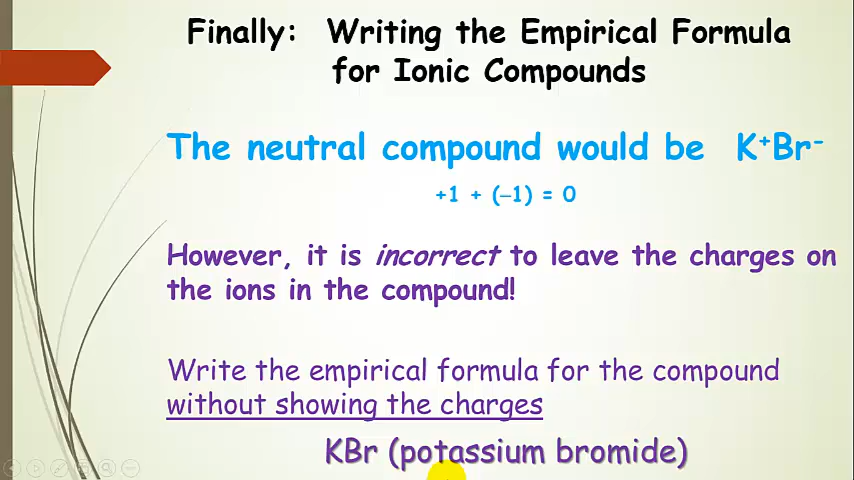 Finally: Writing the Empirical Formula
for Ionic Compounds
The neutral compound would be K⁺Br⁻
+1 + (–1) = 0
However, it is incorrect to leave the charges on
the ions in the compound!
Write the empirical formula for the compound
without showing the charges
KBr (potassium bromide)